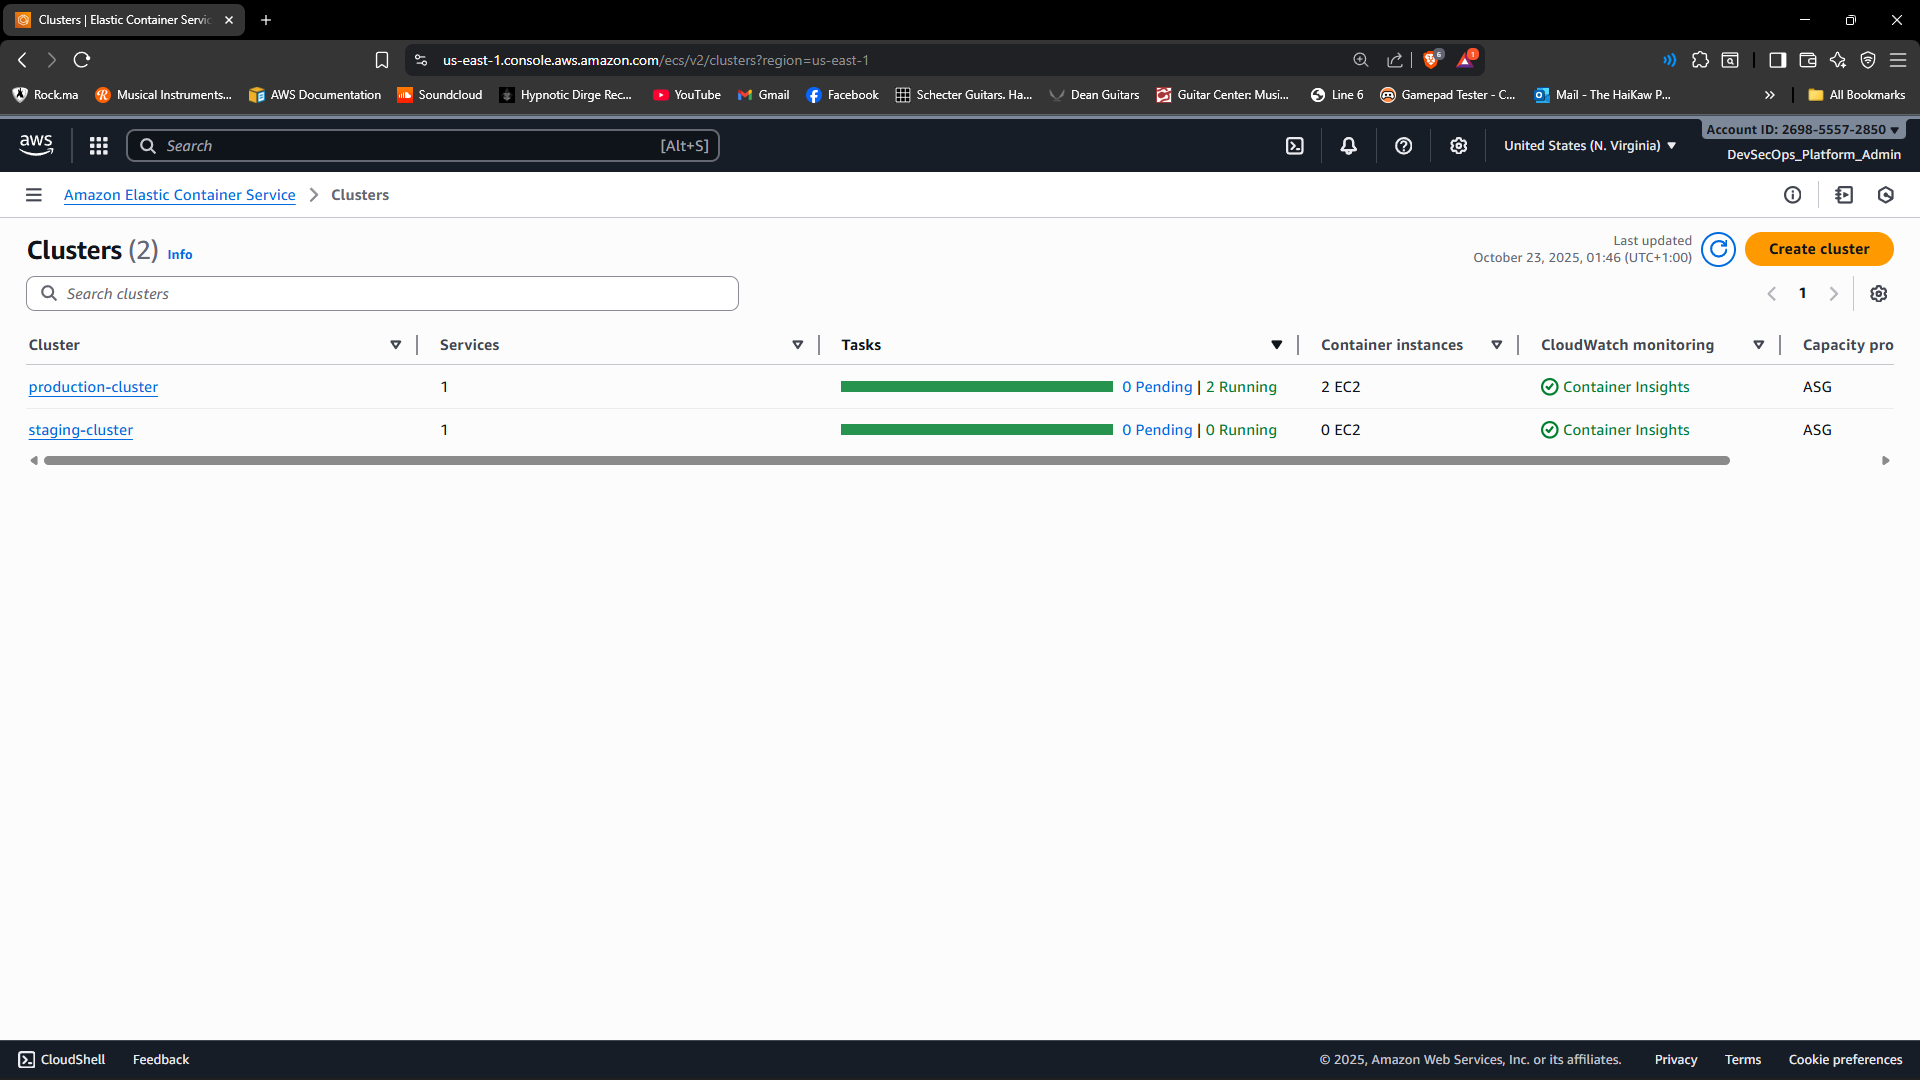 Clusters | Elastic Container Servic
us-east-1.console.aws.amazon.com/ecs/v2/clusters?region=us-east-1
6
1
Rock.ma
Musical Instruments...
AWS Documentation
Soundcloud
Hypnotic Dirge Rec...
YouTube
Gmail
Facebook
Schecter Guitars. Ha...
Dean Guitars
Guitar Center: Musi...
Line 6
Gamepad Tester - C...
Mail - The HaiKaw P...
All Bookmarks
aws
Search
[Alt+S]
United States (N. Virginia)
Account ID: 2698-5557-2850
DevSecOps_Platform_Admin
Amazon Elastic Container Service
Clusters
Clusters (2) Info
Last updated
October 23, 2025, 01:46 (UTC+1:00)
Create cluster
Search clusters
1
Cluster Services Tasks Container instances CloudWatch monitoring Capacity pro
production-cluster 1 0 Pending | 2 Running 2 EC2 Container Insights ASG
staging-cluster 1 0 Pending | 0 Running 0 EC2 Container Insights ASG
CloudShell Feedback © 2025, Amazon Web Services, Inc. or its affiliates. Privacy Terms Cookie preferences